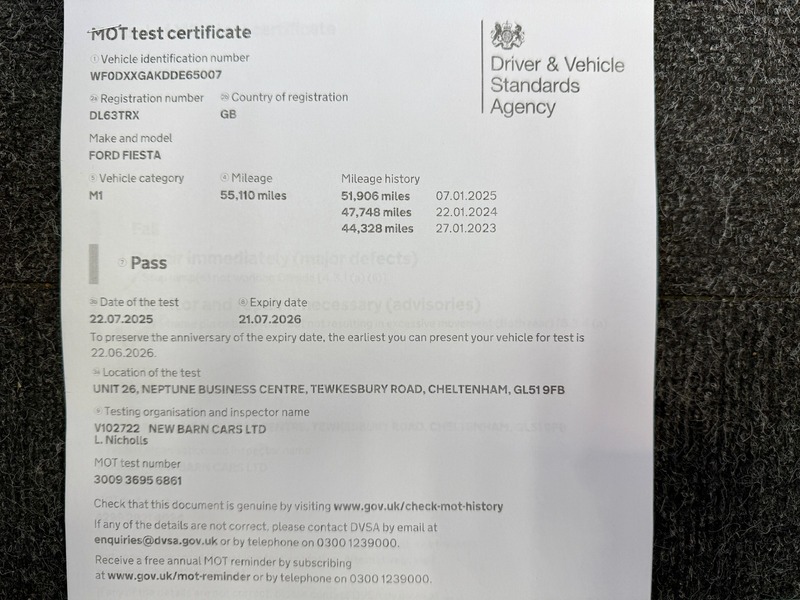 MOT test certificate
Driver & Vehicle
Standards
Agency
① Vehicle identification number
WF0DXXGAKDDE65007
Registration number
Country of registration
DL63TRX
GB
Make and model
FORD FIESTA
Vehicle category
Mileage
Mileage history
M1
55,110 miles
51,906 miles 07.01.2025
47,748 miles 22.01.2024
44,328 miles 27.01.2023
Pass
Date of the test
Expiry date
22.07.2025
21.07.2026
To preserve the anniversary of the expiry date, the earliest you can present your vehicle for test is
22.06.2026.
Location of the test
UNIT 26, NEPTUNE BUSINESS CENTRE, TEWKESBURY ROAD, CHELTENHAM, GL51 9FB
Testing organisation and inspector name
V102722 NEW BARN CARS LTD
L. Nicholls
MOT test number
3009 3695 6861
Check that this document is genuine by visiting www.gov.uk/check-mot-history
If any of the details are not correct, please contact DVSA by email at
enquiries@dvsa.gov.uk or by telephone on 0300 1239000.
Receive a free annual MOT reminder by subscribing
at www.gov.uk/mot-reminder or by telephone on 0300 1239000.